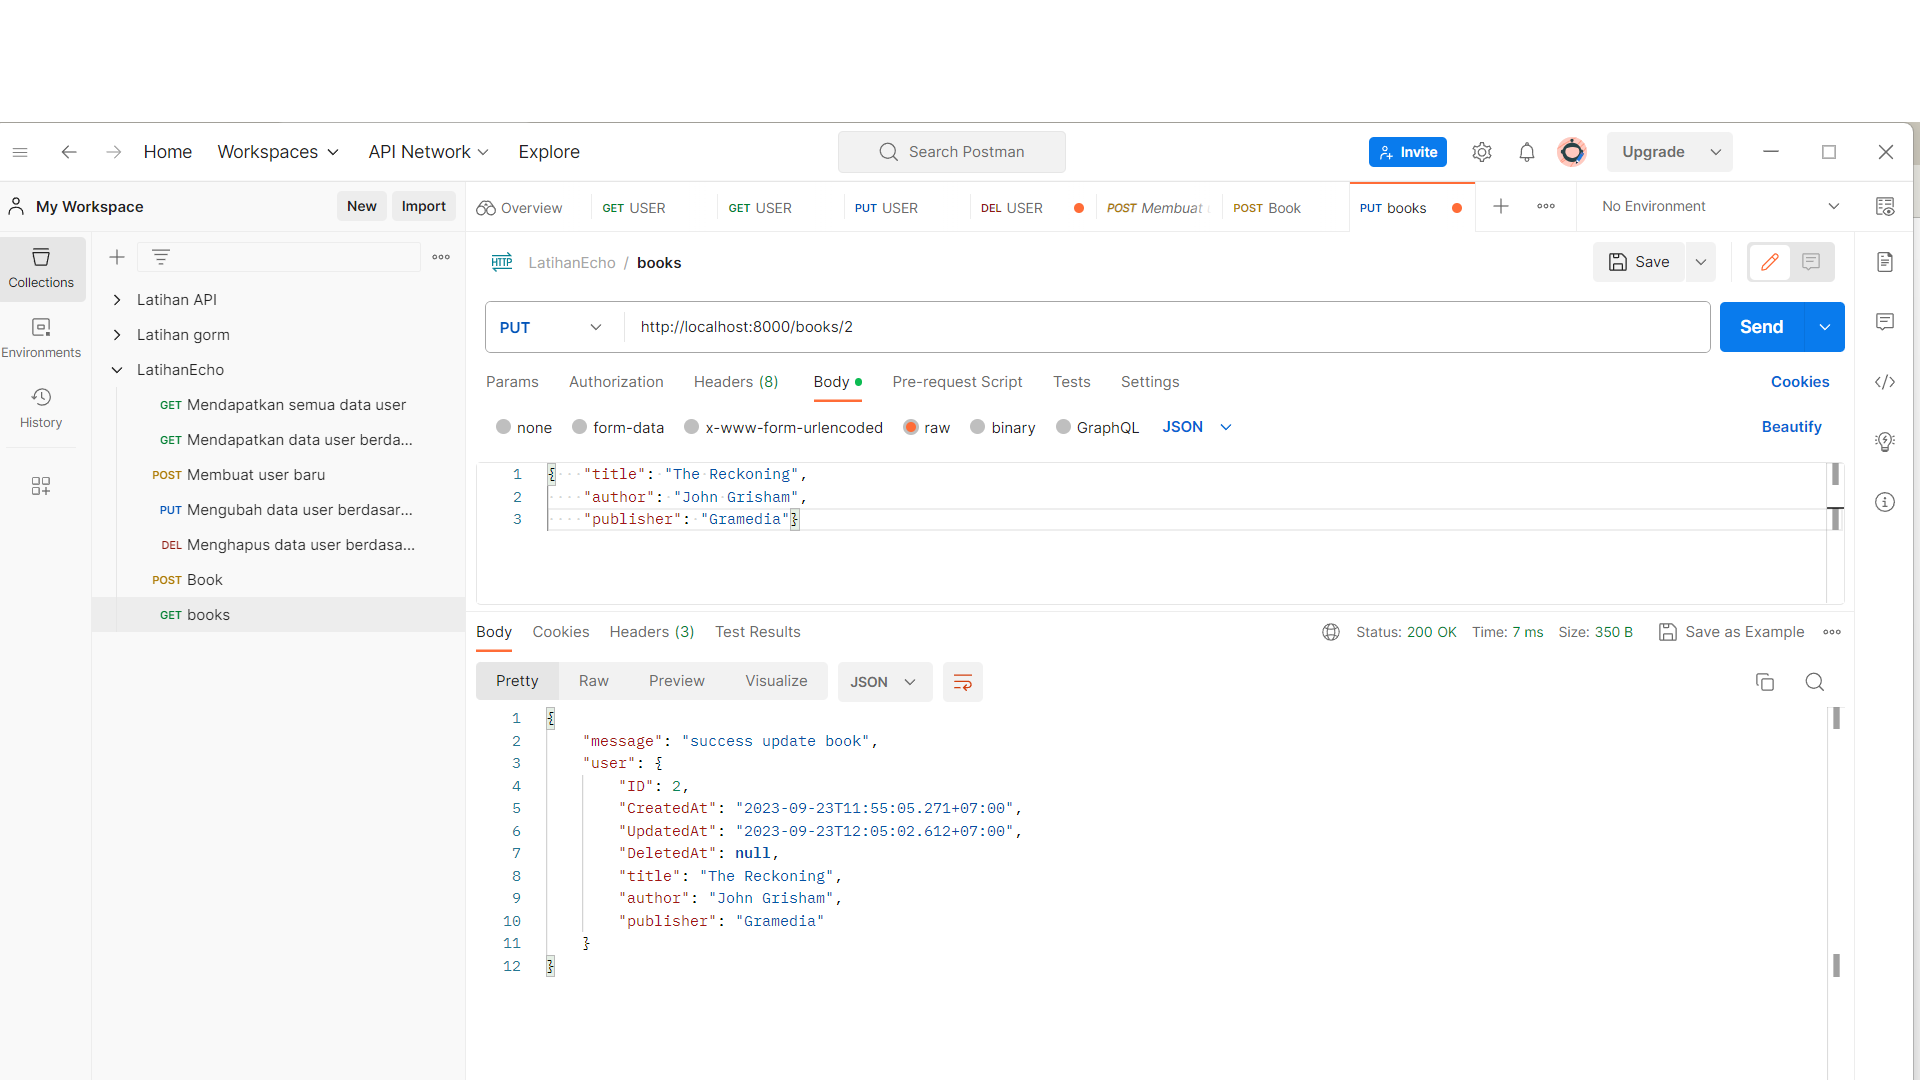 Home Workspaces API Network Explore Search Postman Invite Upgrade
My Workspace New Import Overview GET USER GET USER PUT USER DEL USER POST Membuat POST Book PUT books No Environment
Collections
Environments
History
Latihan API
Latihan gorm
LatihanEcho
GET Mendapatkan semua data user
GET Mendapatkan data user berda...
POST Membuat user baru
PUT Mengubah data user berdasar...
DEL Menghapus data user berdasa...
POST Book
GET books
HTTP LatihanEcho / books Save
PUT http://localhost:8000/books/2 Send
Params Authorization Headers (8) Body Pre-request Script Tests Settings Cookies
none form-data x-www-form-urlencoded raw binary GraphQL JSON Beautify
1 { "title": "The Reckoning",
2 "author": "John Grisham",
3 "publisher": "Gramedia"}
Body Cookies Headers (3) Test Results Status: 200 OK Time: 7 ms Size: 350 B Save as Example
Pretty Raw Preview Visualize JSON
1 {
2 "message": "success update book",
3 "user": {
4 "ID": 2,
5 "CreatedAt": "2023-09-23T11:55:05.271+07:00",
6 "UpdatedAt": "2023-09-23T12:05:02.612+07:00",
7 "DeletedAt": null,
8 "title": "The Reckoning",
9 "author": "John Grisham",
10 "publisher": "Gramedia"
11 }
12 }